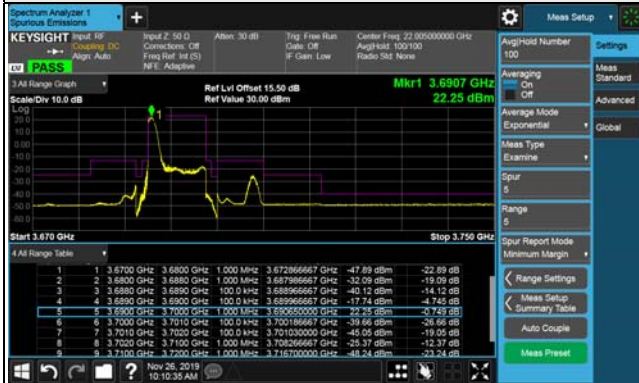 Spectrum Analyzer 1
Spurious Emissions
Meas Setup
KEYSIGHT
Input: RF
Coupling: DC
Align: Auto
Input Z: 50 Ω
Corrections: Off
Freq Ref: Int (S)
NFE: Adaptive
Atten: 30 dB
Trig: Free Run
Gate: Off
IF Gain: Low
Center Freq: 22.005000000 GHz
Avg|Hold: 100/100
Radio Std: None
LXI
PASS
3 All Range Graph
Scale/Div 10.0 dB
Ref Lvl Offset 15.50 dB
Ref Value 30.00 dBm
Mkr1 3.6907 GHz
22.25 dBm
Log
20.0
10.0
0.00
-10.0
-20.0
-30.0
-40.0
-50.0
-60.0
1
Start 3.670 GHz
Stop 3.750 GHz
4 All Range Table
1 1 3.6700 GHz 3.6800 GHz 1.000 MHz 3.672866667 GHz -47.89 dBm -22.89 dB
2 2 3.6800 GHz 3.6880 GHz 1.000 MHz 3.687986667 GHz -32.09 dBm -19.09 dB
3 3 3.6880 GHz 3.6890 GHz 100.0 kHz 3.688966667 GHz -40.12 dBm -14.12 dB
4 4 3.6890 GHz 3.6900 GHz 100.0 kHz 3.689966667 GHz -17.74 dBm -4.745 dB
5 5 3.6900 GHz 3.7000 GHz 1.000 MHz 3.690650000 GHz 22.25 dBm -0.749 dB
6 6 3.7000 GHz 3.7010 GHz 100.0 kHz 3.700186667 GHz -39.66 dBm -26.66 dB
7 7 3.7010 GHz 3.7020 GHz 100.0 kHz 3.701030000 GHz -45.05 dBm -19.05 dB
8 8 3.7020 GHz 3.7100 GHz 1.000 MHz 3.708266667 GHz -25.37 dBm -12.37 dB
9 9 3.7100 GHz 3.7200 GHz 1.000 MHz 3.716700000 GHz -48.24 dBm -23.24 dB
Nov 26, 2019
10:10:35 AM
Avg|Hold Number
100
Averaging
On
Off
Average Mode
Exponential
Meas Type
Examine
Spur
5
Range
5
Spur Report Mode
Minimum Margin
Range Settings
Meas Setup
Summary Table
Auto Couple
Meas Preset
Settings
Meas
Standard
Advanced
Global